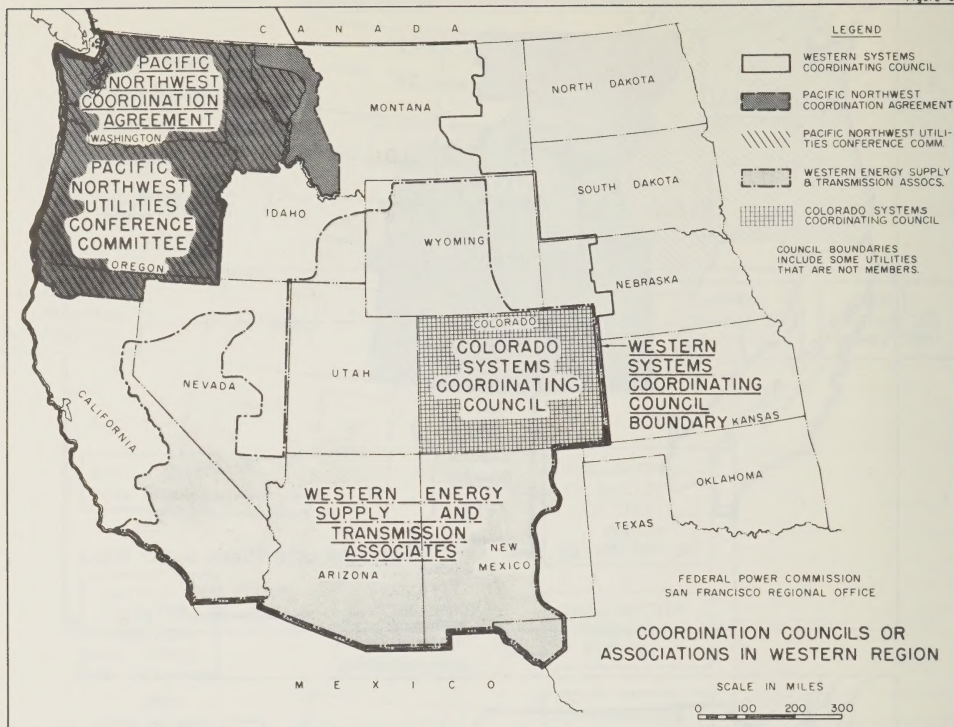 Figure
C A N A D A
PACIFIC
NORTHWEST
COORDINATION
AGREEMENT
WASHINGTON
PACIFIC
NORTHWEST
UTILITIES
CONFERENCE
COMMITTEE
OREGON
MONTANA
NORTH DAKOTA
SOUTH DAKOTA
IDAHO
WYOMING
NEBRASKA
COLORADO
COLORADO
SYSTEMS
COORDINATING
COUNCIL
WESTERN
SYSTEMS
COORDINATING
COUNCIL
BOUNDARY
KANSAS
CALIFORNIA
NEVADA
UTAH
OKLAHOMA
TEXAS
WESTERN ENERGY
SUPPLY AND
TRANSMISSION
ASSOCIATES
ARIZONA
NEW
MEXICO
M E X I C O
LEGEND
WESTERN SYSTEMS
COORDINATING COUNCIL
PACIFIC NORTHWEST
COORDINATION AGREEMENT
PACIFIC NORTHWEST UTILI-
TIES CONFERENCE COMM.
WESTERN ENERGY SUPPLY
& TRANSMISSION ASSOCS.
COLORADO SYSTEMS
COORDINATING COUNCIL
COUNCIL BOUNDARIES
INCLUDE SOME UTILITIES
THAT ARE NOT MEMBERS.
FEDERAL POWER COMMISSION
SAN FRANCISCO REGIONAL OFFICE
COORDINATION COUNCILS OR
ASSOCIATIONS IN WESTERN REGION
SCALE IN MILES
0 100 200 300